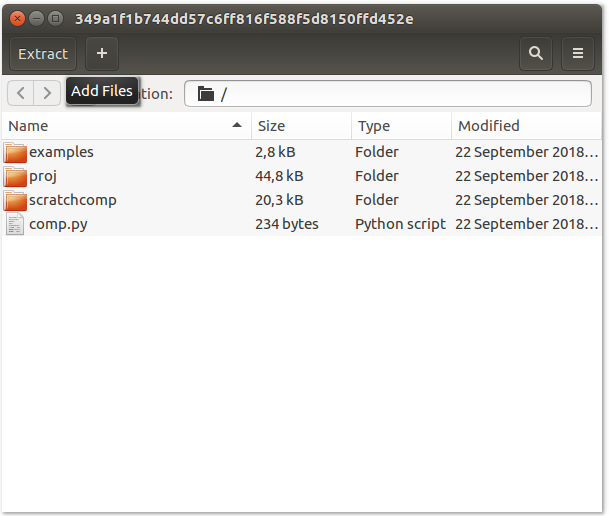 349a1f1b744dd57c6ff816f588f5d8150ffd452e
Extract +
Add Files tion: /
Name Size Type Modified
examples 2,8 kB Folder 22 September 2018...
proj 44,8 kB Folder 22 September 2018...
scratchcomp 20,3 kB Folder 22 September 2018...
comp.py 234 bytes Python script 22 September 2018...